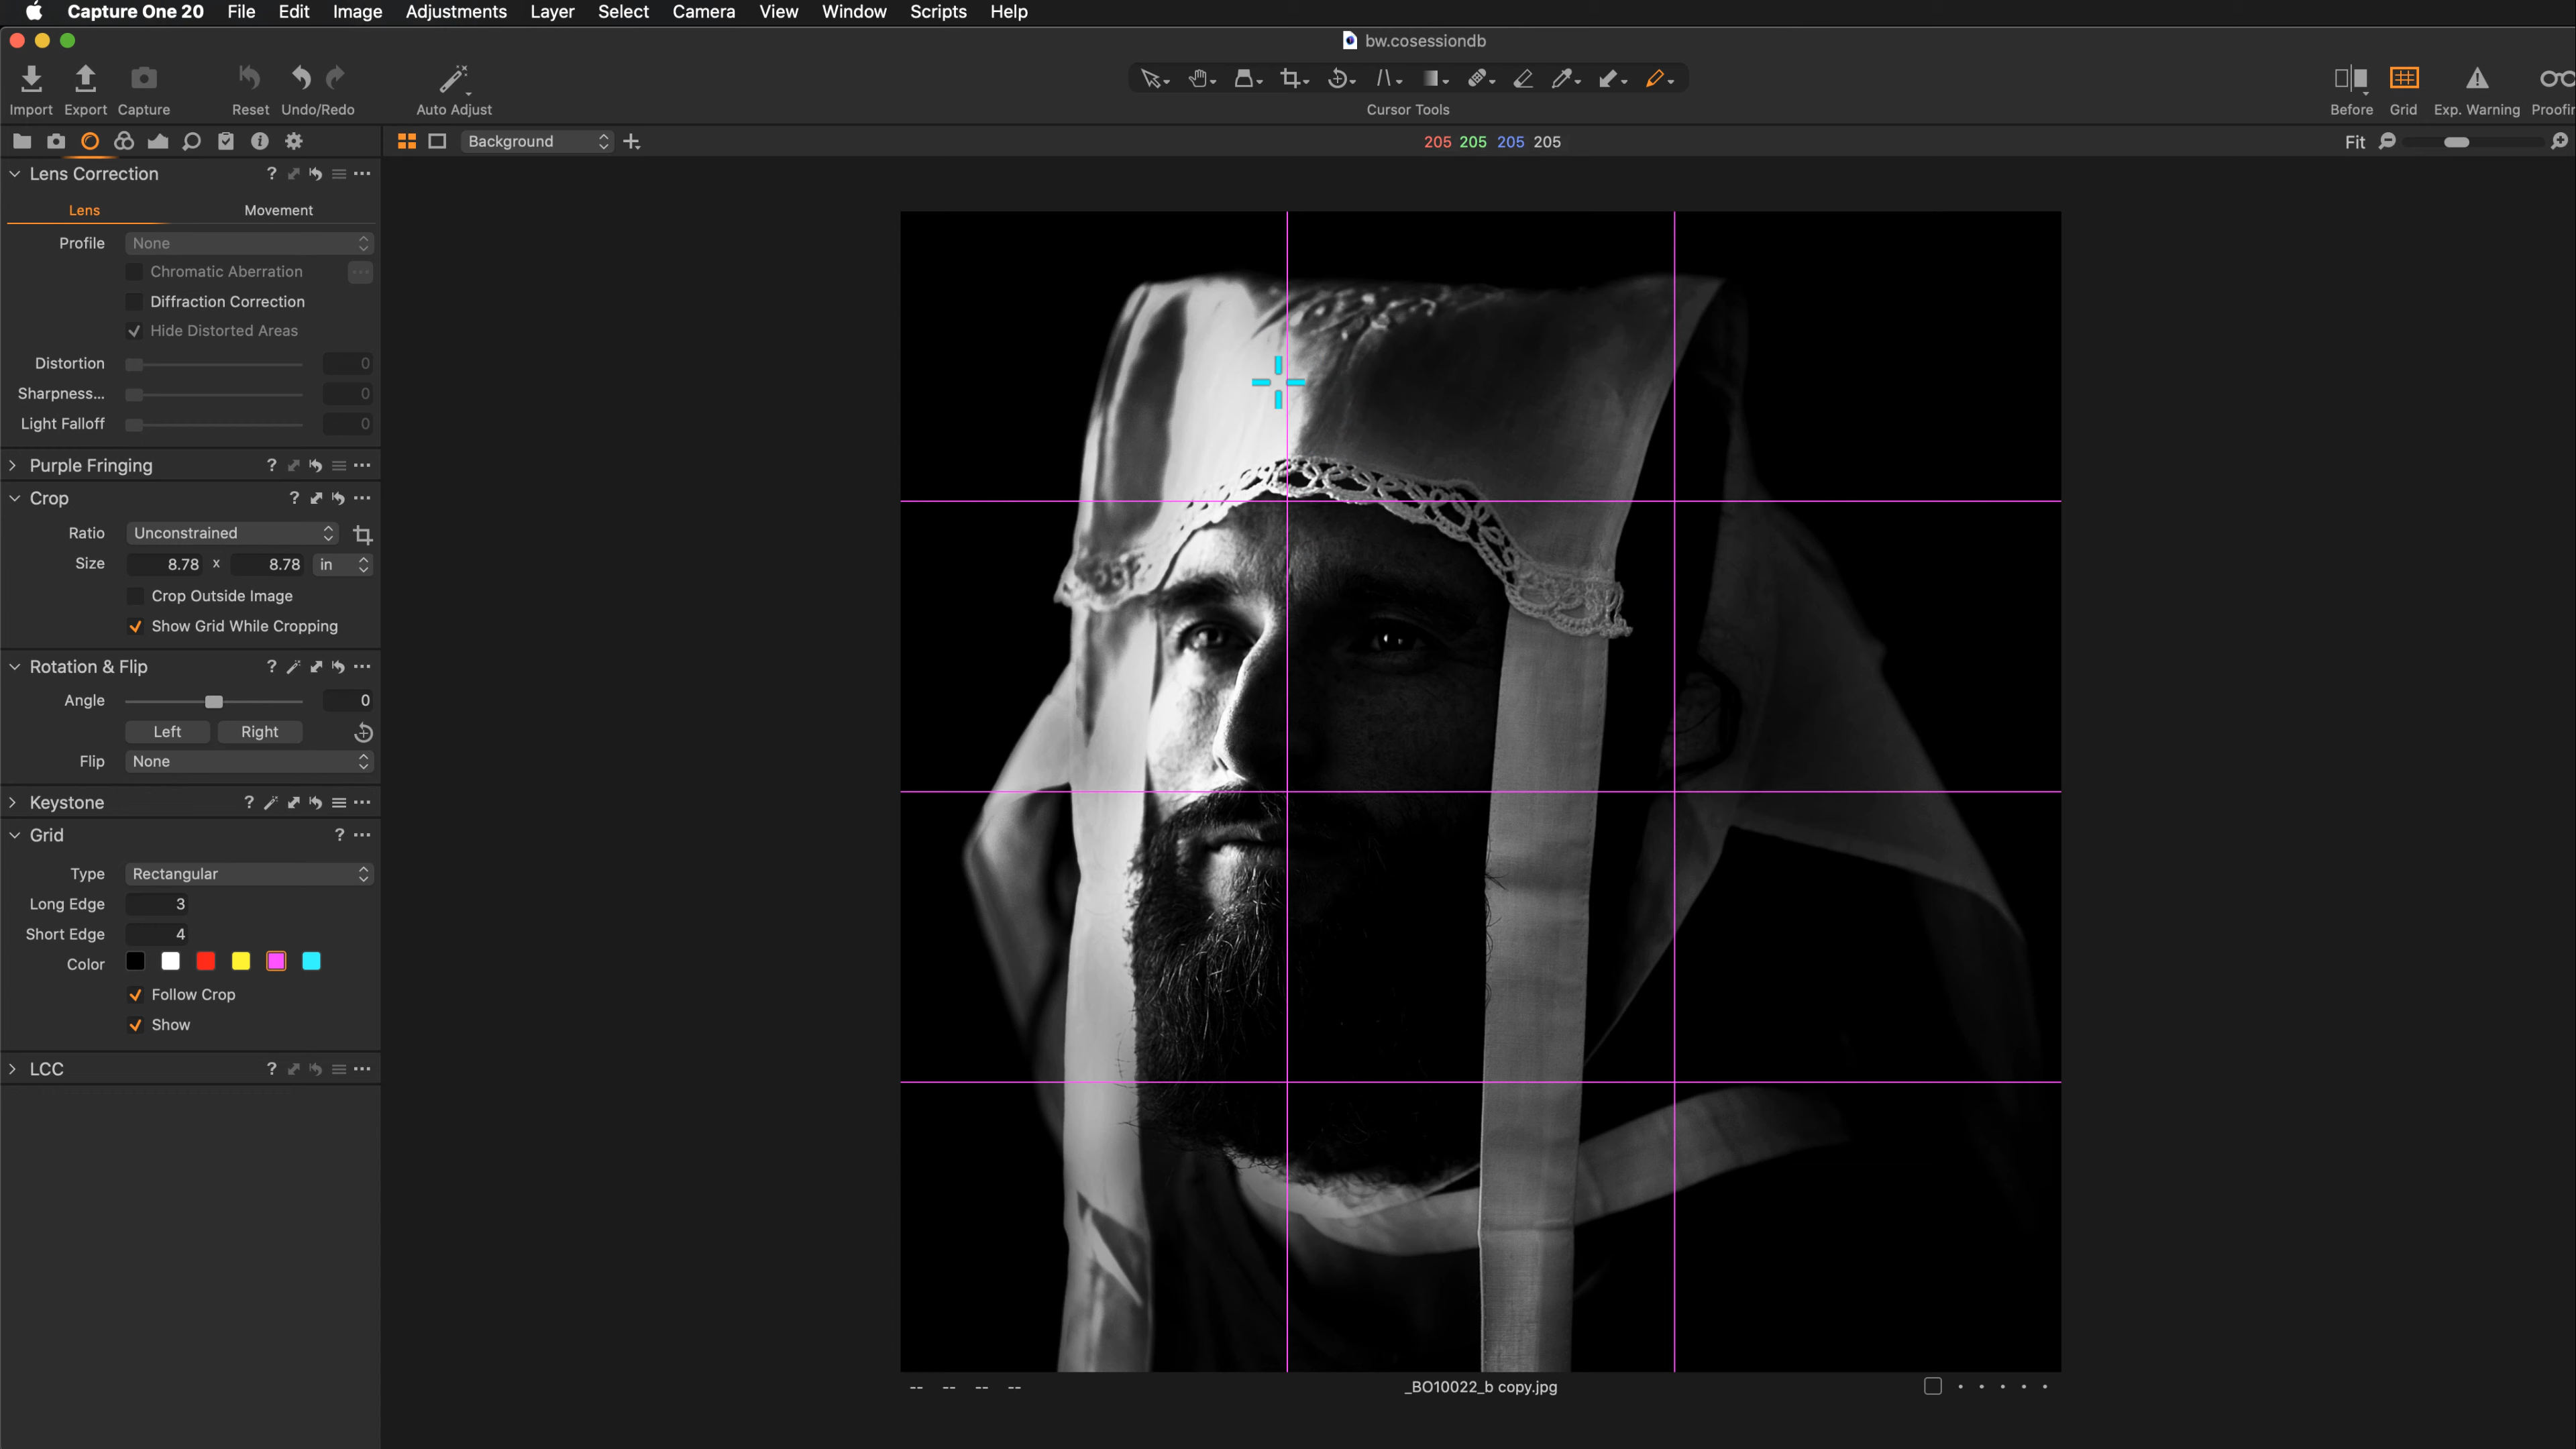 Capture One 20 File Edit Image Adjustments Layer Select Camera View Window Scripts Help
bw.cosessiondb
Import Export Capture Reset Undo/Redo Auto Adjust Cursor Tools Before Grid Exp. Warning Proofin
Background 205 205 205 205 Fit
Lens Correction ?
Lens Movement
Profile None
Chromatic Aberration
Diffraction Correction
Hide Distorted Areas
Distortion 0
Sharpness... 0
Light Falloff 0
Purple Fringing ?
Crop ?
Ratio Unconstrained
Size 8.78 x 8.78 in
Crop Outside Image
Show Grid While Cropping
Rotation & Flip ?
Angle 0
Left Right
Flip None
Keystone ?
Grid ?
Type Rectangular
Long Edge 3
Short Edge 4
Color
Follow Crop
Show
LCC ?
-- -- -- -- _BO10022_b copy.jpg